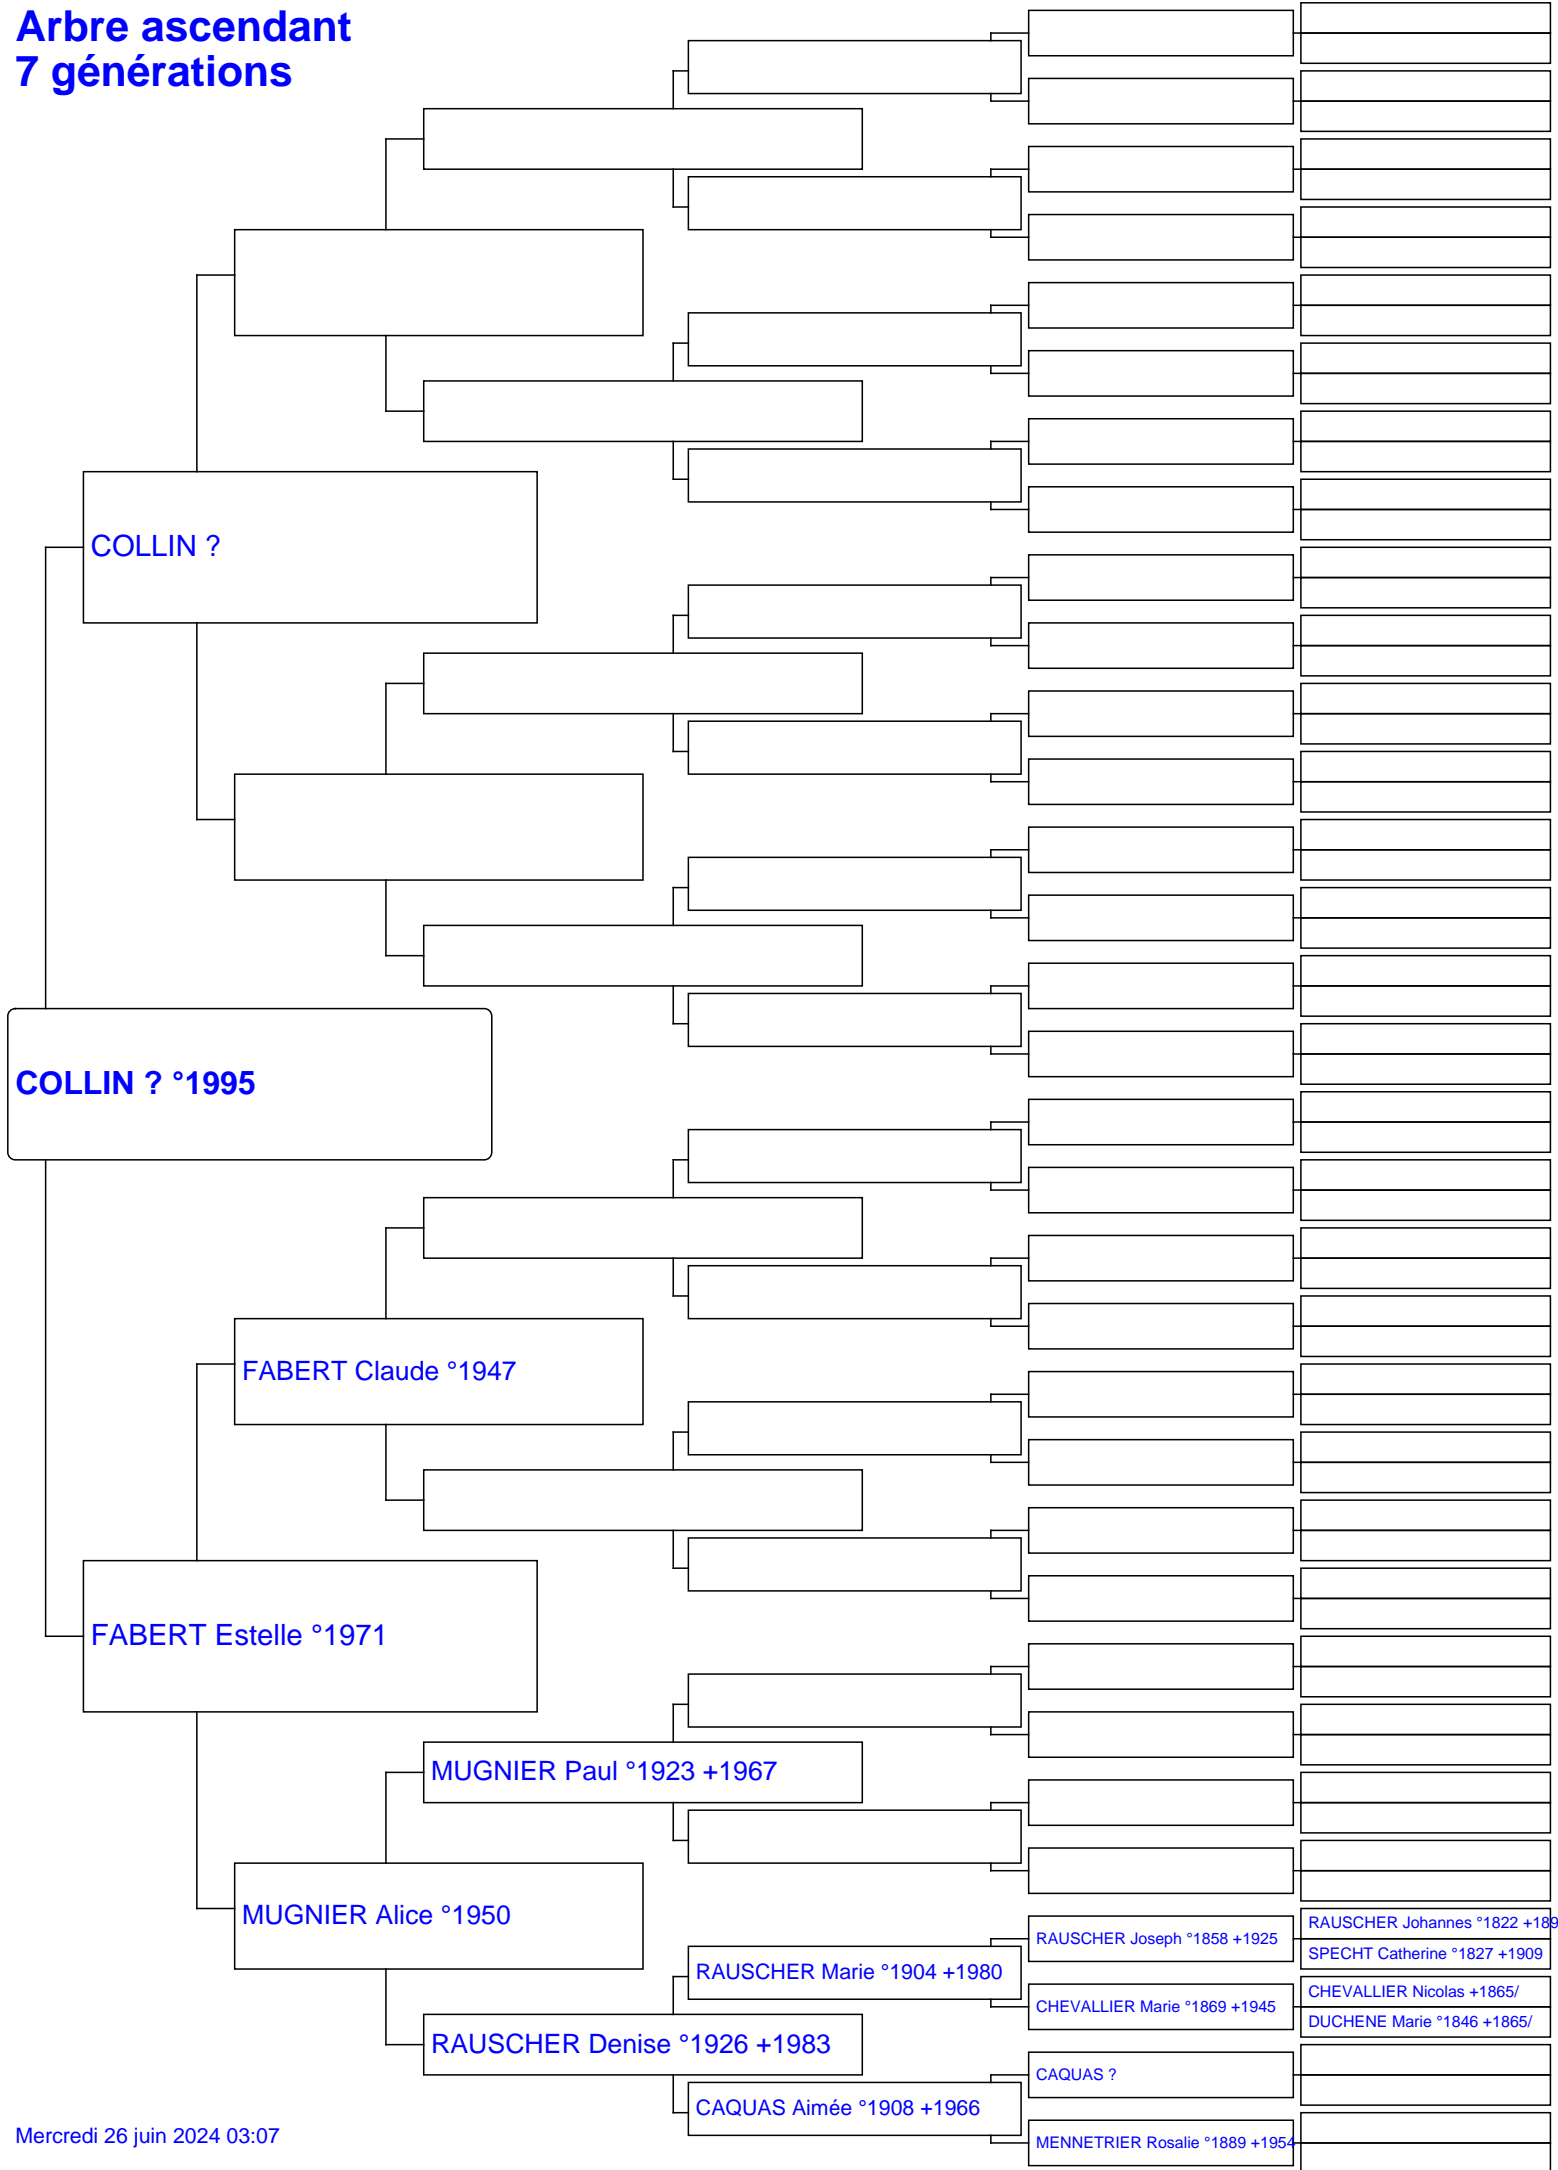 Arbre ascendant
7 générations
COLLIN ?
COLLIN ? °1995
FABERT Claude °1947
FABERT Estelle °1971
MUGNIER Paul °1923 +1967
MUGNIER Alice °1950
RAUSCHER Johannes °1822 +189
RAUSCHER Joseph °1858 +1925
SPECHT Catherine °1827 +1909
RAUSCHER Marie °1904 +1980
CHEVALLIER Nicolas +1865/
CHEVALLIER Marie °1869 +1945
DUCHENE Marie °1846 +1865/
RAUSCHER Denise °1926 +1983
CAQUAS ?
CAQUAS Aimée °1908 +1966
MENNETRIER Rosalie °1889 +1954
Mercredi 26 juin 2024 03:07